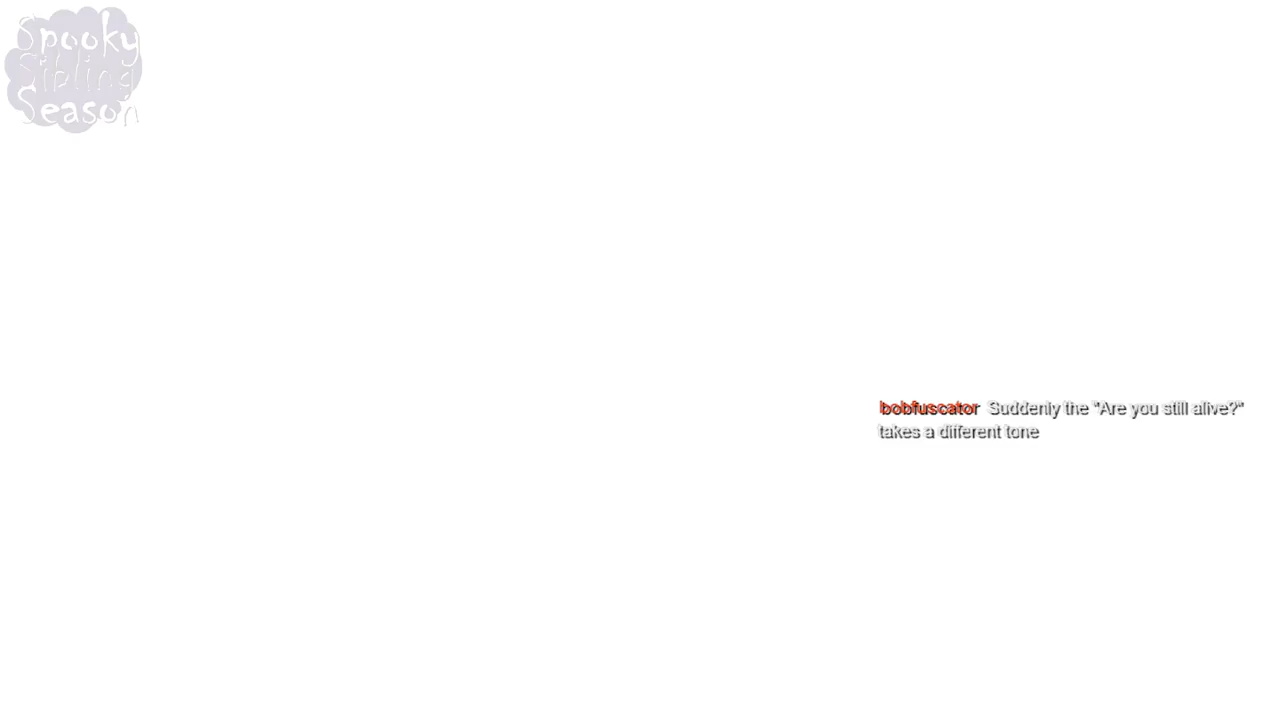 Spooky
Sibling
Season
bobfuscator Suddenly the "Are you still alive?"
takes a different tone